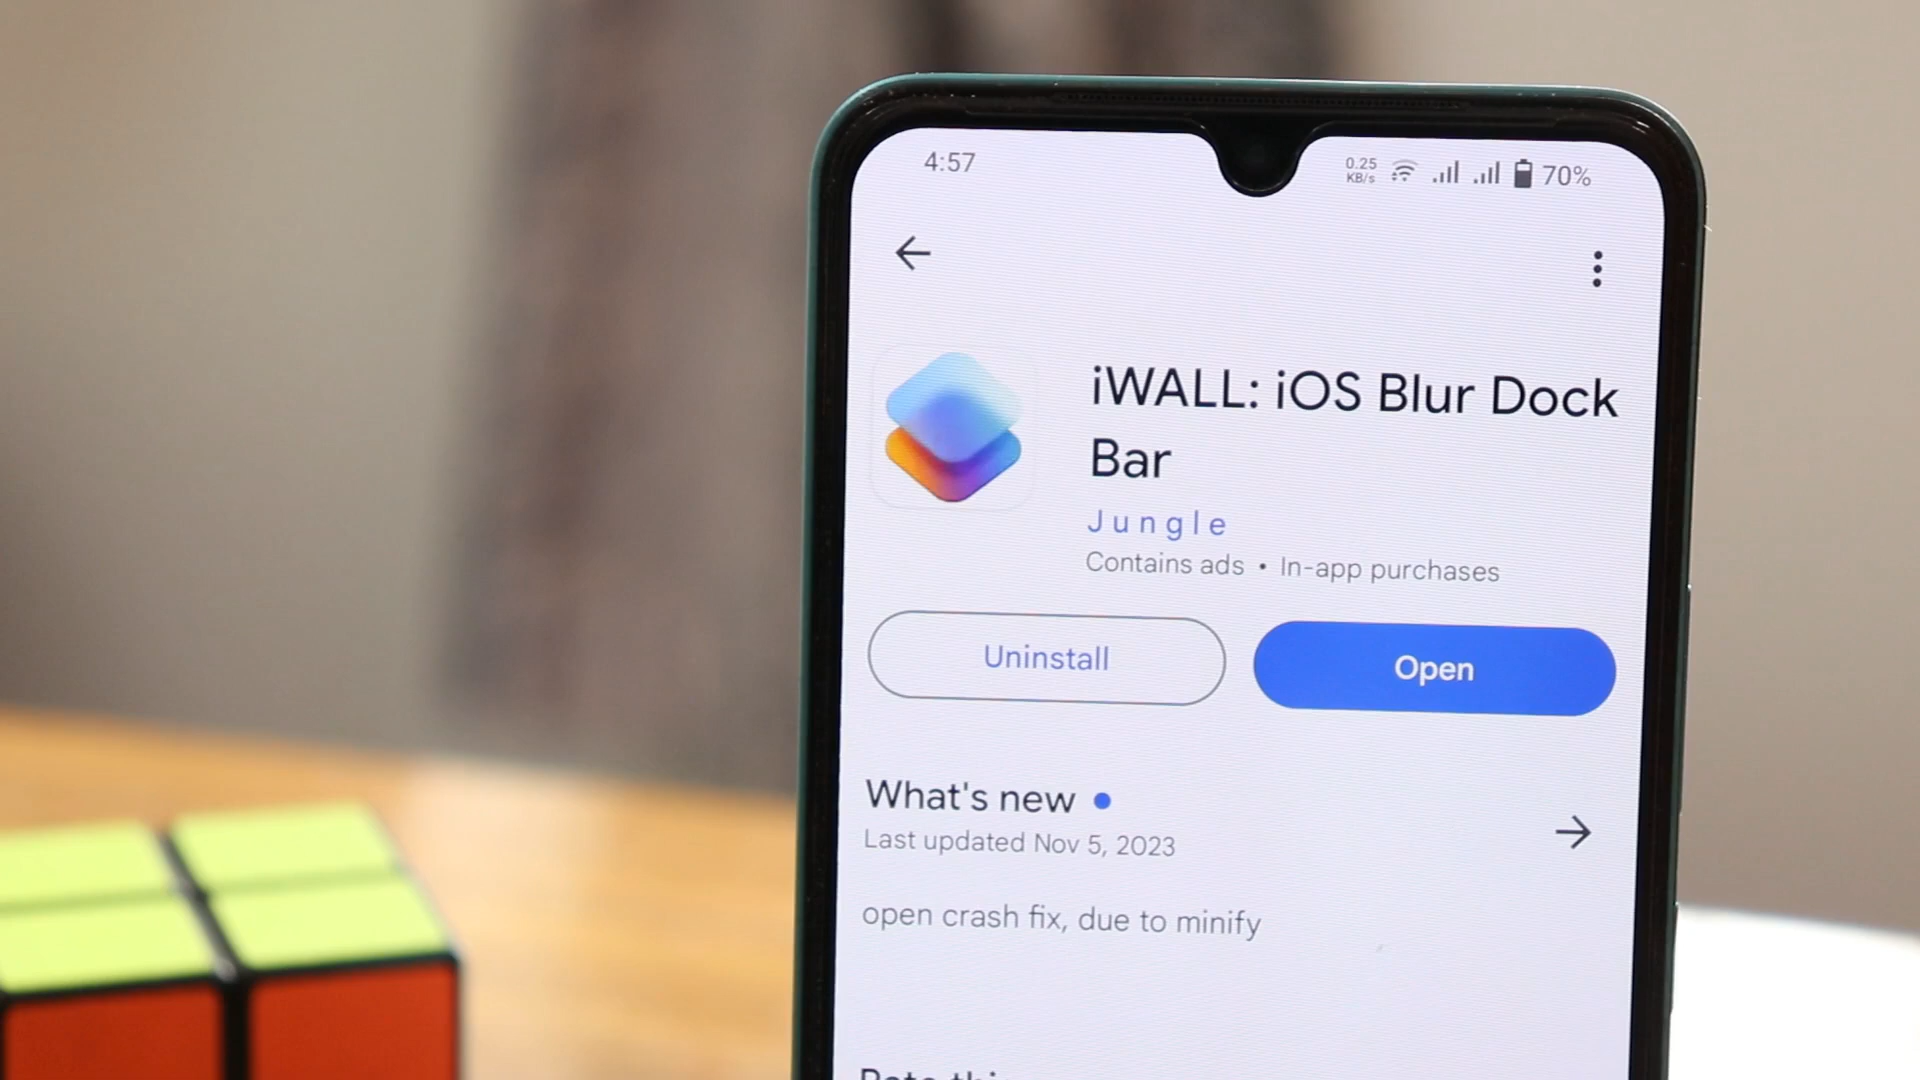 4:57
0.25
KB/s
70%
iWALL: iOS Blur Dock
Bar
Jungle
Contains ads • In-app purchases
Uninstall
Open
What's new
Last updated Nov 5, 2023
open crash fix, due to minify